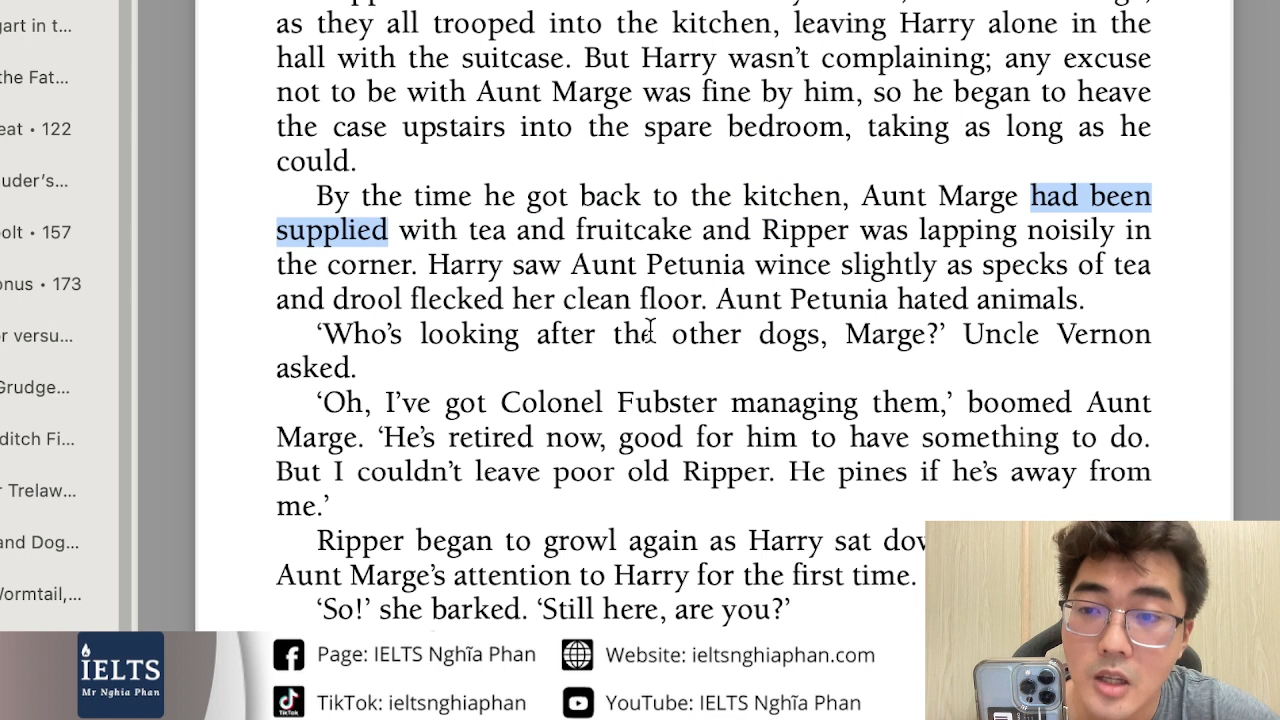 gart in t...
the Fat...
eat • 122
uder's...
olt • 157
onus • 173
or versu...
Grudge...
ditch Fi...
r Trelaw...
and Dog...
Wormtail,...
as they all trooped into the kitchen, leaving Harry alone in the
hall with the suitcase. But Harry wasn't complaining; any excuse
not to be with Aunt Marge was fine by him, so he began to heave
the case upstairs into the spare bedroom, taking as long as he
could.
By the time he got back to the kitchen, Aunt Marge had been
supplied with tea and fruitcake and Ripper was lapping noisily in
the corner. Harry saw Aunt Petunia wince slightly as specks of tea
and drool flecked her clean floor. Aunt Petunia hated animals.
‘Who's looking after the other dogs, Marge?’ Uncle Vernon
asked.
‘Oh, I've got Colonel Fubster managing them,’ boomed Aunt
Marge. ‘He's retired now, good for him to have something to do.
But I couldn't leave poor old Ripper. He pines if he's away from
me.’
Ripper began to growl again as Harry sat
Aunt Marge's attention to Harry for the first time.
‘So!’ she barked. ‘Still here, are you?’
IELTS
Mr Nghia Phan
Page: IELTS Nghĩa Phan
Website: ieltsnghiaphan.com
TikTok
TikTok: ieltsnghiaphan
YouTube: IELTS Nghĩa Phan